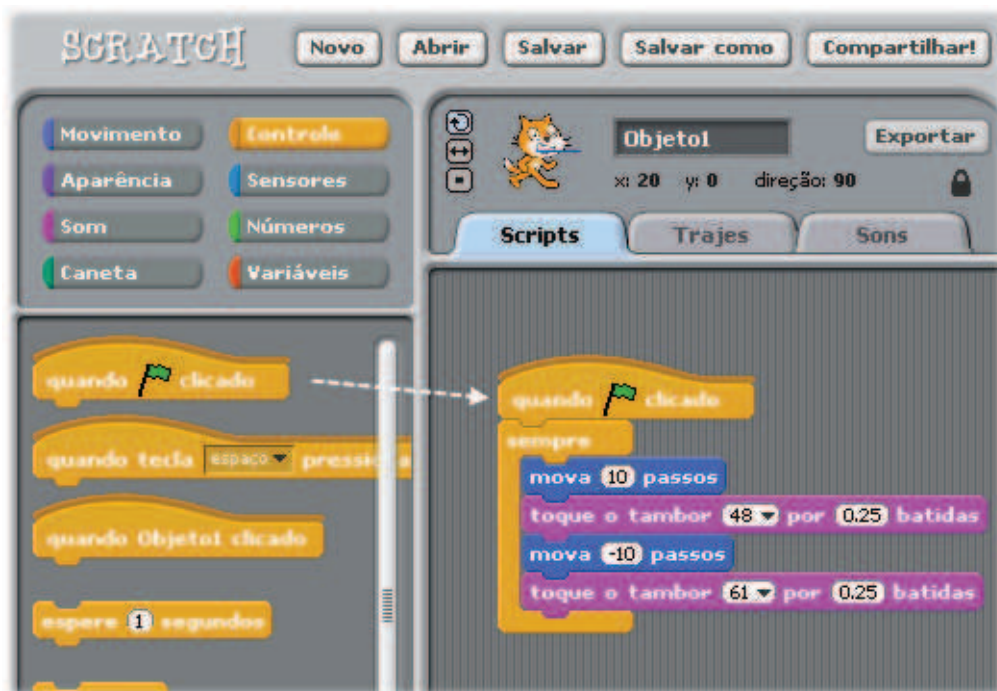 SCRATCH Novo Abrir Salvar Salvar como Compartilhar!
Movimento Controle
Aparência Sensores
Som Números
Caneta Variáveis
Objeto1 Exportar
x: 20 y: 0 direção: 90
Scripts Trajes Sons
quando clicado
quando tecla espaço
quando Objeto1 clicado
espere 1 segundos
quando clicado
sempre
mova 10 passos
toque o tambor 48 por 0.25 batidas
mova -10 passos
toque o tambor 61 por 0.25 batidas